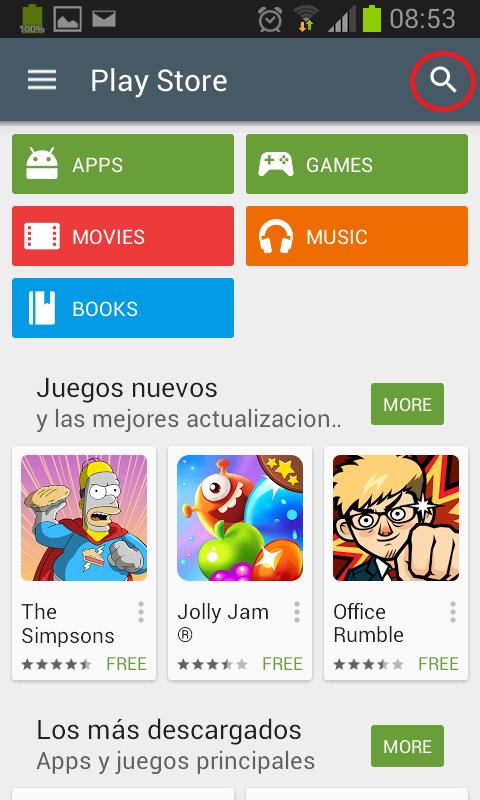 100% 08:53
Play Store
APPS GAMES
MOVIES MUSIC
BOOKS
Juegos nuevos
y las mejores actualizacion..
MORE
The
Simpsons
FREE
Jolly Jam
®
FREE
Office
Rumble
FREE
Los más descargados
Apps y juegos principales
MORE